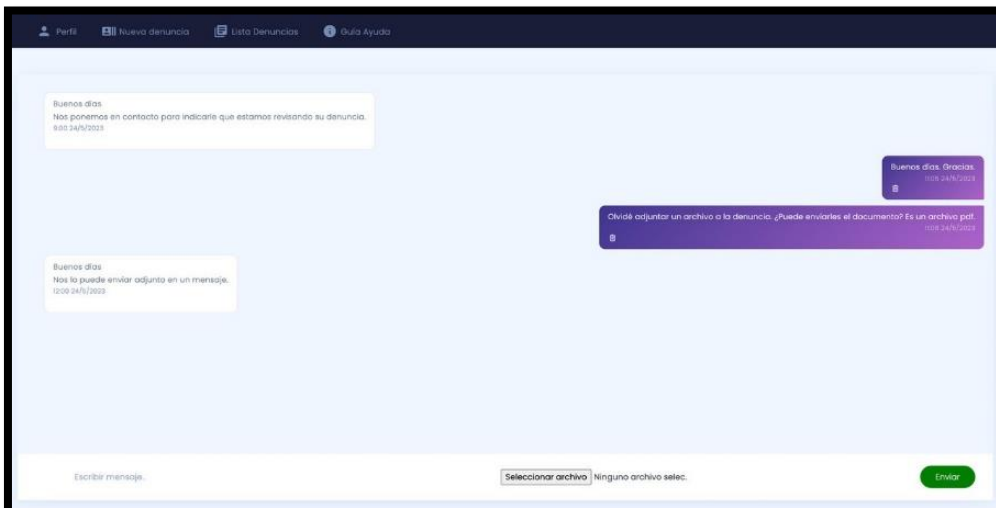 Perfil Nueva denuncia Lista Denuncias Guía Ayuda
Buenos días
Nos ponemos en contacto para indicarle que estamos revisando su denuncia.
9:00 24/5/2023
Buenos días. Gracias.
11:05 24/5/2023
Olvidé adjuntar un archivo a la denuncia. ¿Puede enviarles el documento? Es un archivo pdf.
11:08 24/5/2023
Buenos días
Nos lo puede enviar adjunto en un mensaje.
12:00 24/5/2023
Escribir mensaje.. Seleccionar archivo Ninguno archivo selec. Enviar